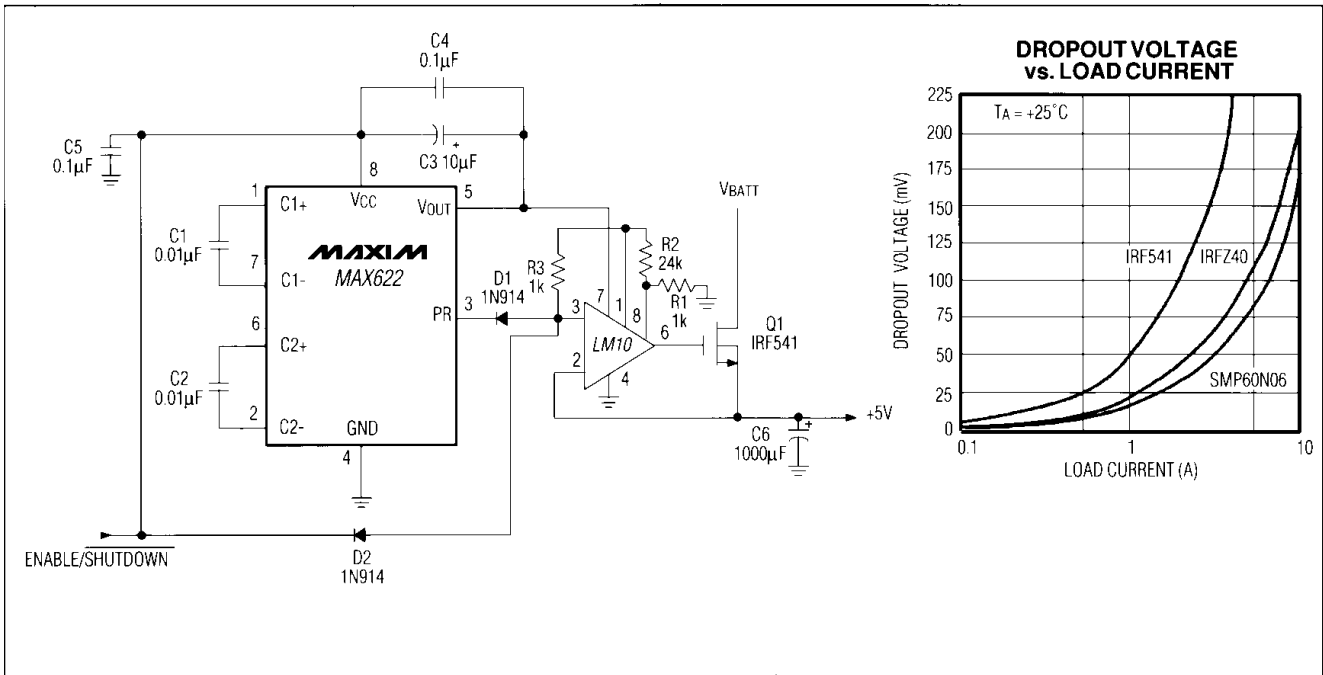 C4
0.1µF
C5
0.1µF
C3 10µF
+
8
1
5
C1+
VCC
VOUT
C1
0.01µF
7
C1-
MAXIM
MAX622
6
C2+
PR
3
D1
1N914
C2
0.01µF
2
C2-
GND
4
R3
1k
R2
24k
R1
1k
VBATT
3
7
1
8
6
2
LM10
4
Q1
IRF541
+5V
C6
1000µF
+
ENABLE/SHUTDOWN
D2
1N914
DROPOUT VOLTAGE
vs. LOAD CURRENT
225
200
175
150
125
100
75
50
25
0
DROPOUT VOLTAGE (mV)
TA = +25°C
IRF541
IRFZ40
SMP60N06
0.1
1
10
LOAD CURRENT (A)